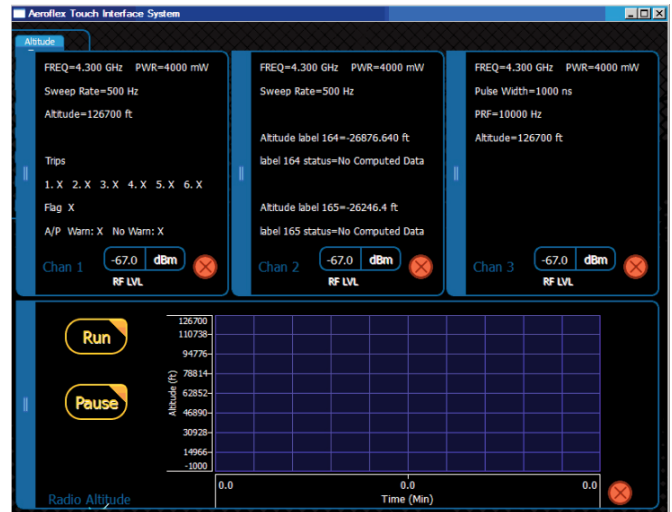 Aeroflex Touch Interface System
Altitude
FREQ=4.300 GHz PWR=4000 mW
Sweep Rate=500 Hz
Altitude=126700 ft
Trips
1. X 2. X 3. X 4. X 5. X 6. X
Flag X
A/P Warn: X No Warn: X
Chan 1
-67.0 dBm
RF LVL
FREQ=4.300 GHz PWR=4000 mW
Sweep Rate=500 Hz
Altitude label 164=-26876.640 ft
label 164 status=No Computed Data
Altitude label 165=-26246.4 ft
label 165 status=No Computed Data
Chan 2
-67.0 dBm
RF LVL
FREQ=4.300 GHz PWR=4000 mW
Pulse Width=1000 ns
PRF=10000 Hz
Altitude=126700 ft
Chan 3
-67.0 dBm
RF LVL
Run
Pause
Radio Altitude
Altitude (ft)
126700
110738
94776
78814
62852
46890
30928
14966
-1000
0.0 0.0 0.0
Time (Min)